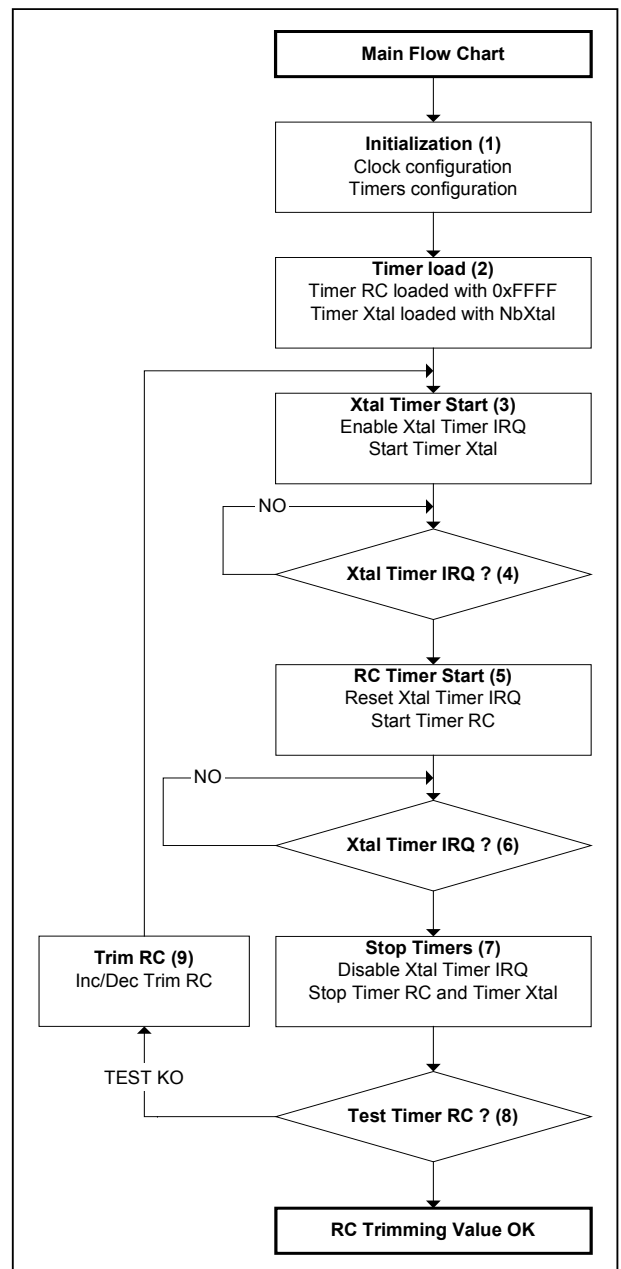 Main Flow Chart
Initialization (1)
Clock configuration
Timers configuration
Timer load (2)
Timer RC loaded with 0xFFFF
Timer Xtal loaded with NbXtal
Xtal Timer Start (3)
Enable Xtal Timer IRQ
Start Timer Xtal
NO
Xtal Timer IRQ ? (4)
RC Timer Start (5)
Reset Xtal Timer IRQ
Start Timer RC
NO
Xtal Timer IRQ ? (6)
Stop Timers (7)
Disable Xtal Timer IRQ
Stop Timer RC and Timer Xtal
Trim RC (9)
Inc/Dec Trim RC
TEST KO
Test Timer RC ? (8)
RC Trimming Value OK